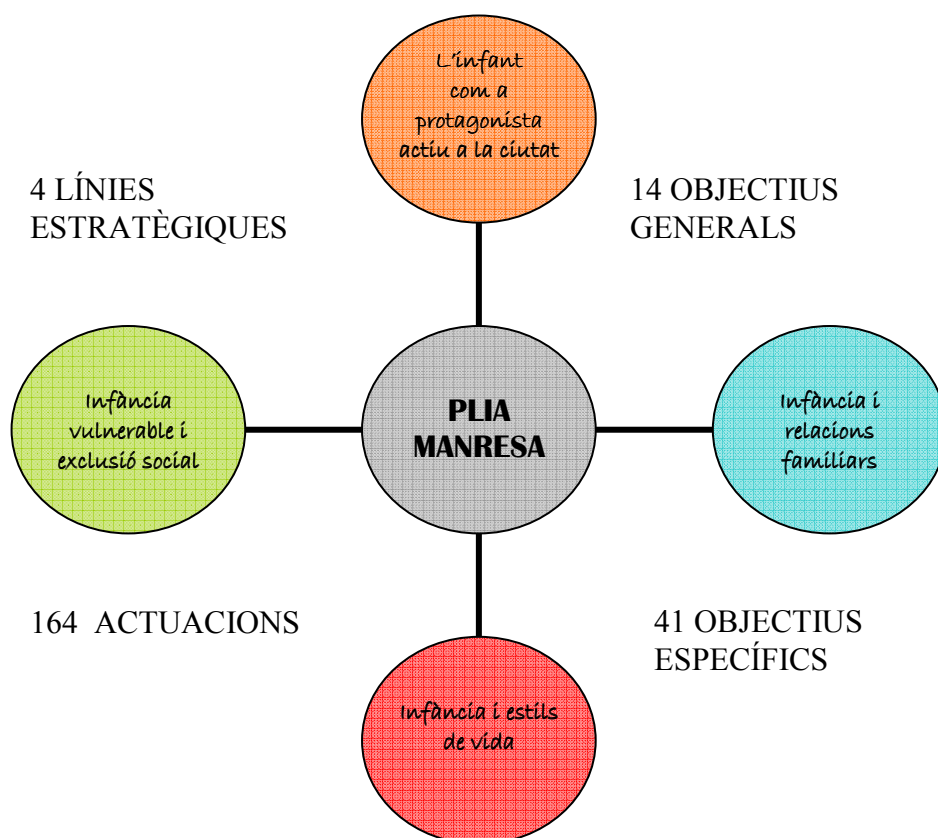 L'infant
com a
protagonista
actiu a la ciutat
4 LÍNIES
ESTRATÈGIQUES
14 OBJECTIUS
GENERALS
Infància
vulnerable i
exclusió social
PLIA
MANRESA
Infància i
relacions
familiars
164 ACTUACIONS
41 OBJECTIUS
ESPECÍFICS
Infància i estils
de vida